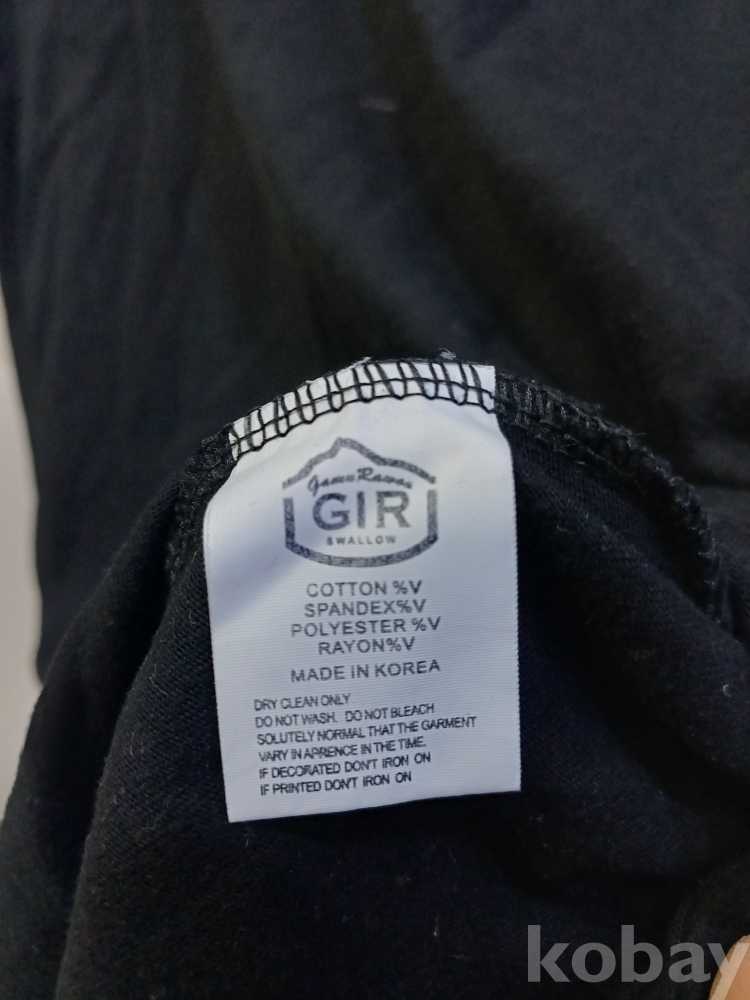 GIR
SWALLOW
COTTON %V
SPANDEX%V
POLYESTER %V
RAYON%V
MADE IN KOREA
DRY CLEAN ONLY
DO NOT WASH. DO NOT BLEACH
SOLUTELY NORMAL THAT THE GARMENT
VARY IN APRENCE IN THE TIME.
IF DECORATED DON'T IRON ON
IF PRINTED DON'T IRON ON
kobay